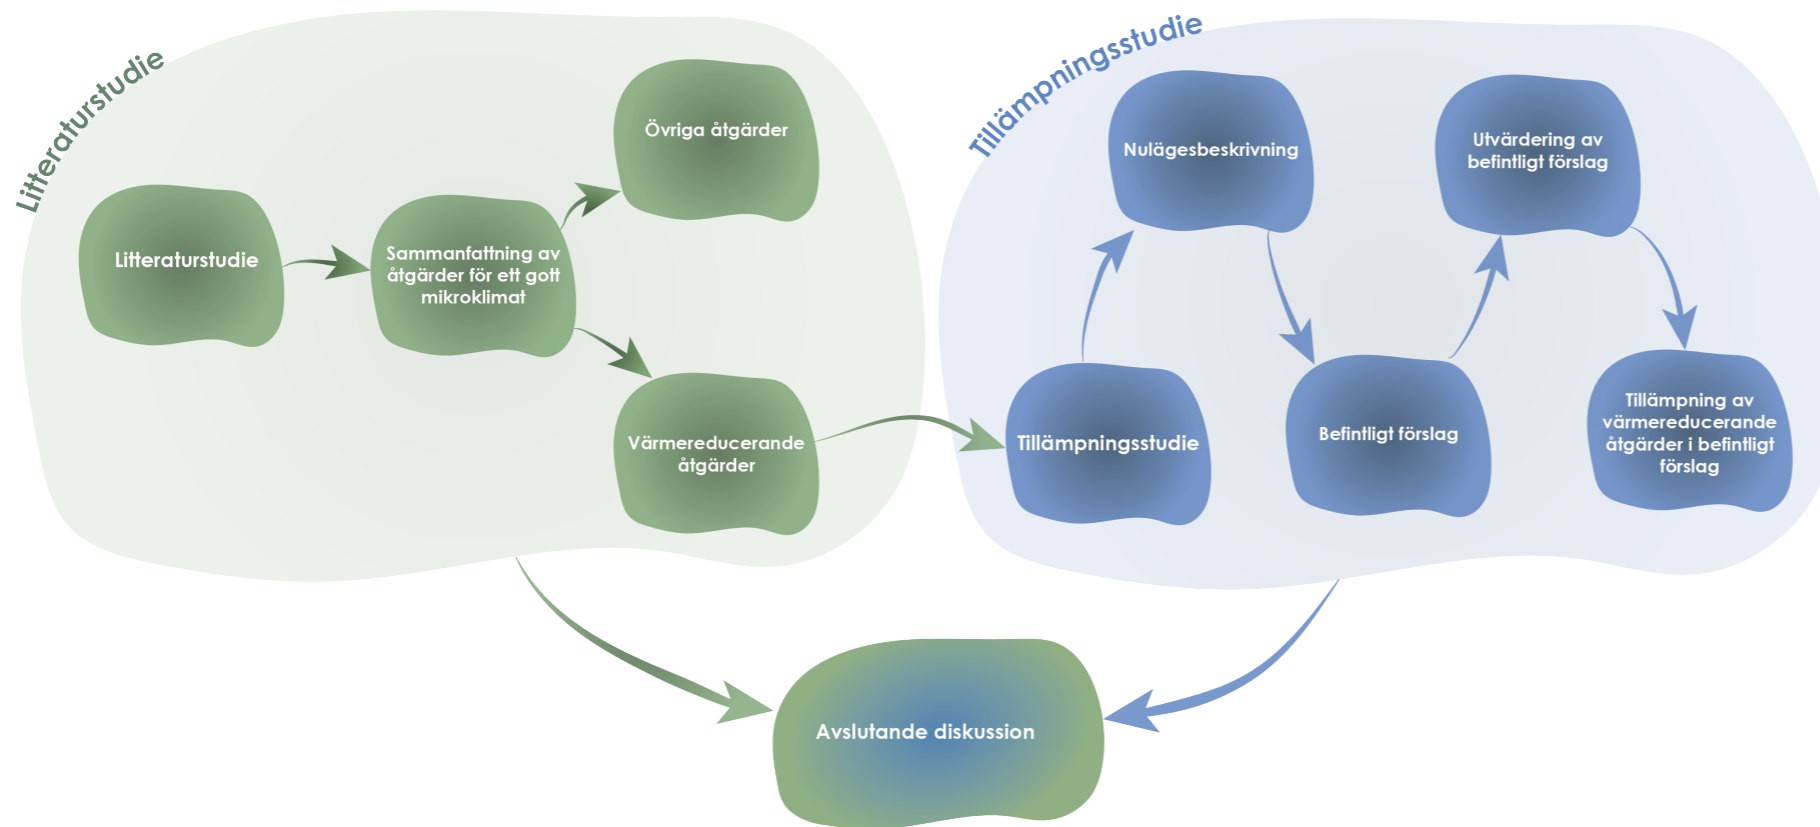 Litteraturstudie
Litteraturstudie
Sammanfattning av
åtgärder för ett gott
mikroklimat
Övriga åtgärder
Värmereducerande
åtgärder
Tillämpningsstudie
Tillämpningsstudie
Nulägesbeskrivning
Befintligt förslag
Utvärdering av
befintligt förslag
Tillämpning av
värmereducerande
åtgärder i befintligt
förslag
Avslutande diskussion